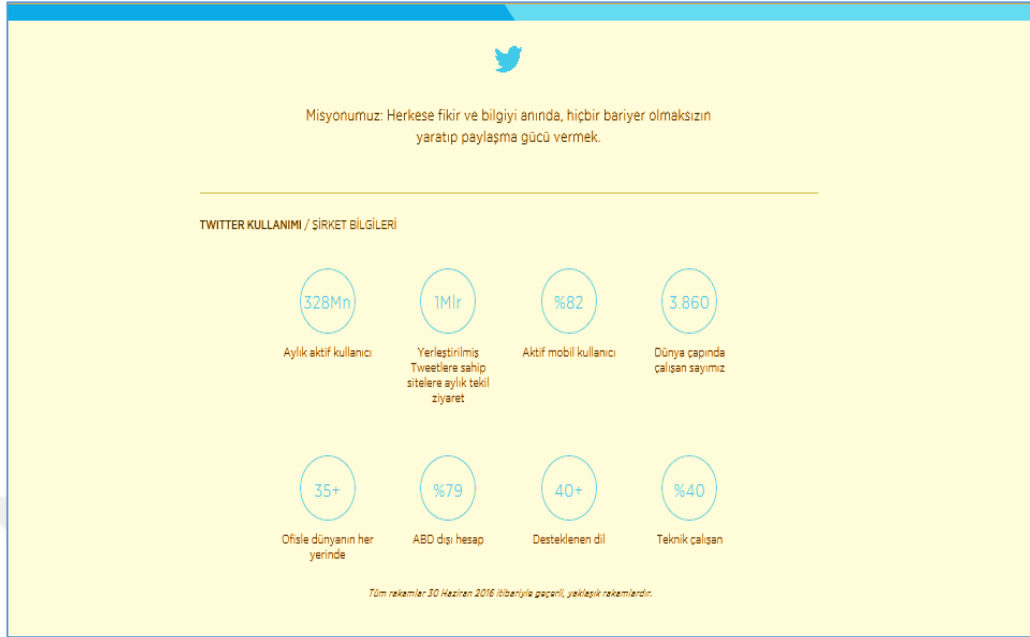 Misyonumuz: Herkese fikir ve bilgiyi anında, hiçbir bariyer olmaksızın
yaratıp paylaşma gücü vermek.
TWITTER KULLANIMI / ŞİRKET BİLGİLERİ
328Mn
Aylık aktif kullanıcı
1Mlr
Yerleştirilmiş
Tweetlere sahip
sitelere aylık tekil
ziyaret
%82
Aktif mobil kullanıcı
3.860
Dünya çapında
çalışan sayımız
35+
Ofisle dünyanın her
yerinde
%79
ABD dışı hesap
40+
Desteklenen dil
%40
Teknik çalışan
Tüm rakamlar 30 Haziran 2016 itibariyle geçerli, yaklaşık rakamlardır.